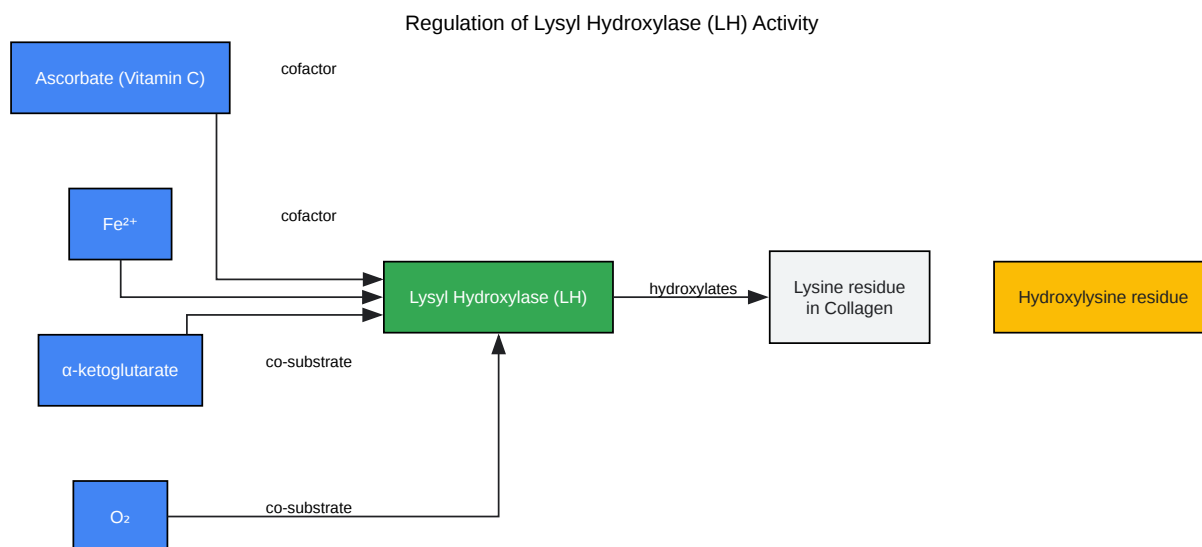 Regulation of Lysyl Hydroxylase (LH) Activity
Ascorbate (Vitamin C)
cofactor
Fe²⁺
cofactor
Lysyl Hydroxylase (LH)
hydroxylates
Lysine residue
in Collagen
Hydroxylysine residue
α-ketoglutarate
co-substrate
O₂
co-substrate